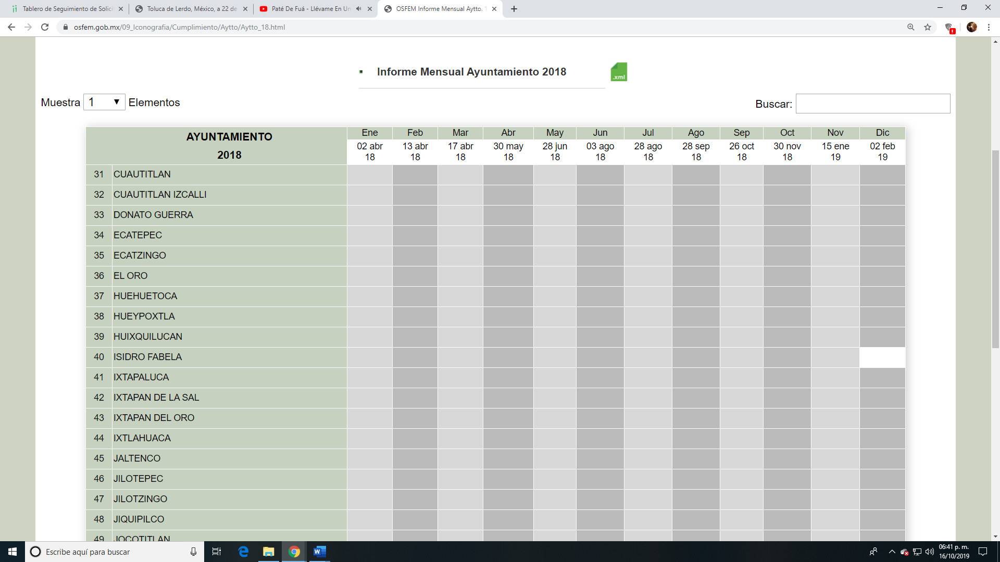 Tablero de Seguimiento de Solici
Toluca de Lerdo, México, a 22 de
Paté De Fuá - Llévame En Un
OSFEM Informe Mensual Aytto. 1
osfem.gob.mx/09_Iconografia/Cumplimiento/Aytto/Aytto_18.html
Informe Mensual Ayuntamiento 2018
.xml
Muestra 1 Elementos
Buscar:
AYUNTAMIENTO 2018
Ene Feb Mar Abr May Jun Jul Ago Sep Oct Nov Dic
02 abr 18 13 abr 18 17 abr 18 30 may 18 28 jun 18 03 ago 18 28 ago 18 28 sep 18 26 oct 18 30 nov 18 15 ene 19 02 feb 19
31 CUAUTITLAN
32 CUAUTITLAN IZCALLI
33 DONATO GUERRA
34 ECATEPEC
35 ECATZINGO
36 EL ORO
37 HUEHUETOCA
38 HUEYPOXTLA
39 HUIXQUILUCAN
40 ISIDRO FABELA
41 IXTAPALUCA
42 IXTAPAN DE LA SAL
43 IXTAPAN DEL ORO
44 IXTLAHUACA
45 JALTENCO
46 JILOTEPEC
47 JILOTZINGO
48 JIQUIPILCO
49 JOCOTITLAN
Escribe aquí para buscar
06:41 p. m.
16/10/2019